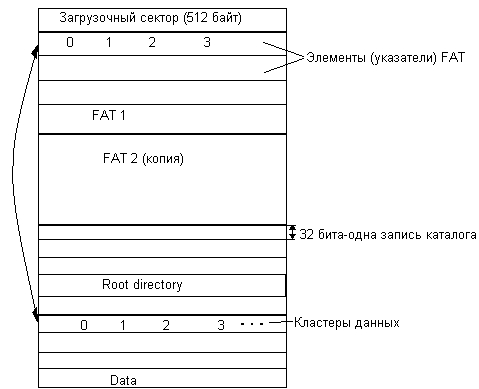 Загрузочный сектор (512 байт)
0 1 2 3
Элементы (указатели) FAT
FAT 1
FAT 2 (копия)
32 бита-одна запись каталога
Root directory
0 1 2 3
Кластеры данных
Data